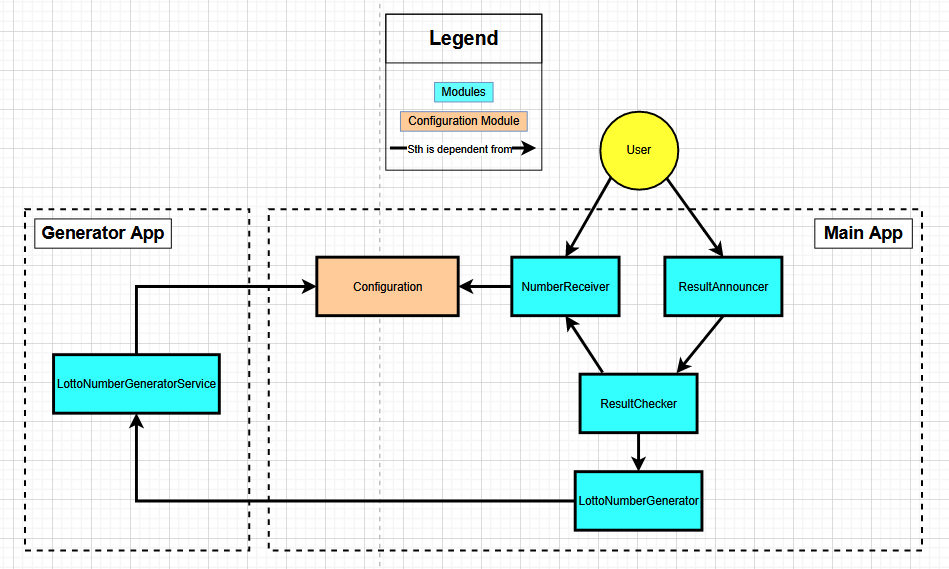 Legend
Modules
Configuration Module
Sth is dependent from
User
Generator App
Main App
Configuration
NumberReceiver
ResultAnnouncer
LottoNumberGeneratorService
ResultChecker
LottoNumberGenerator